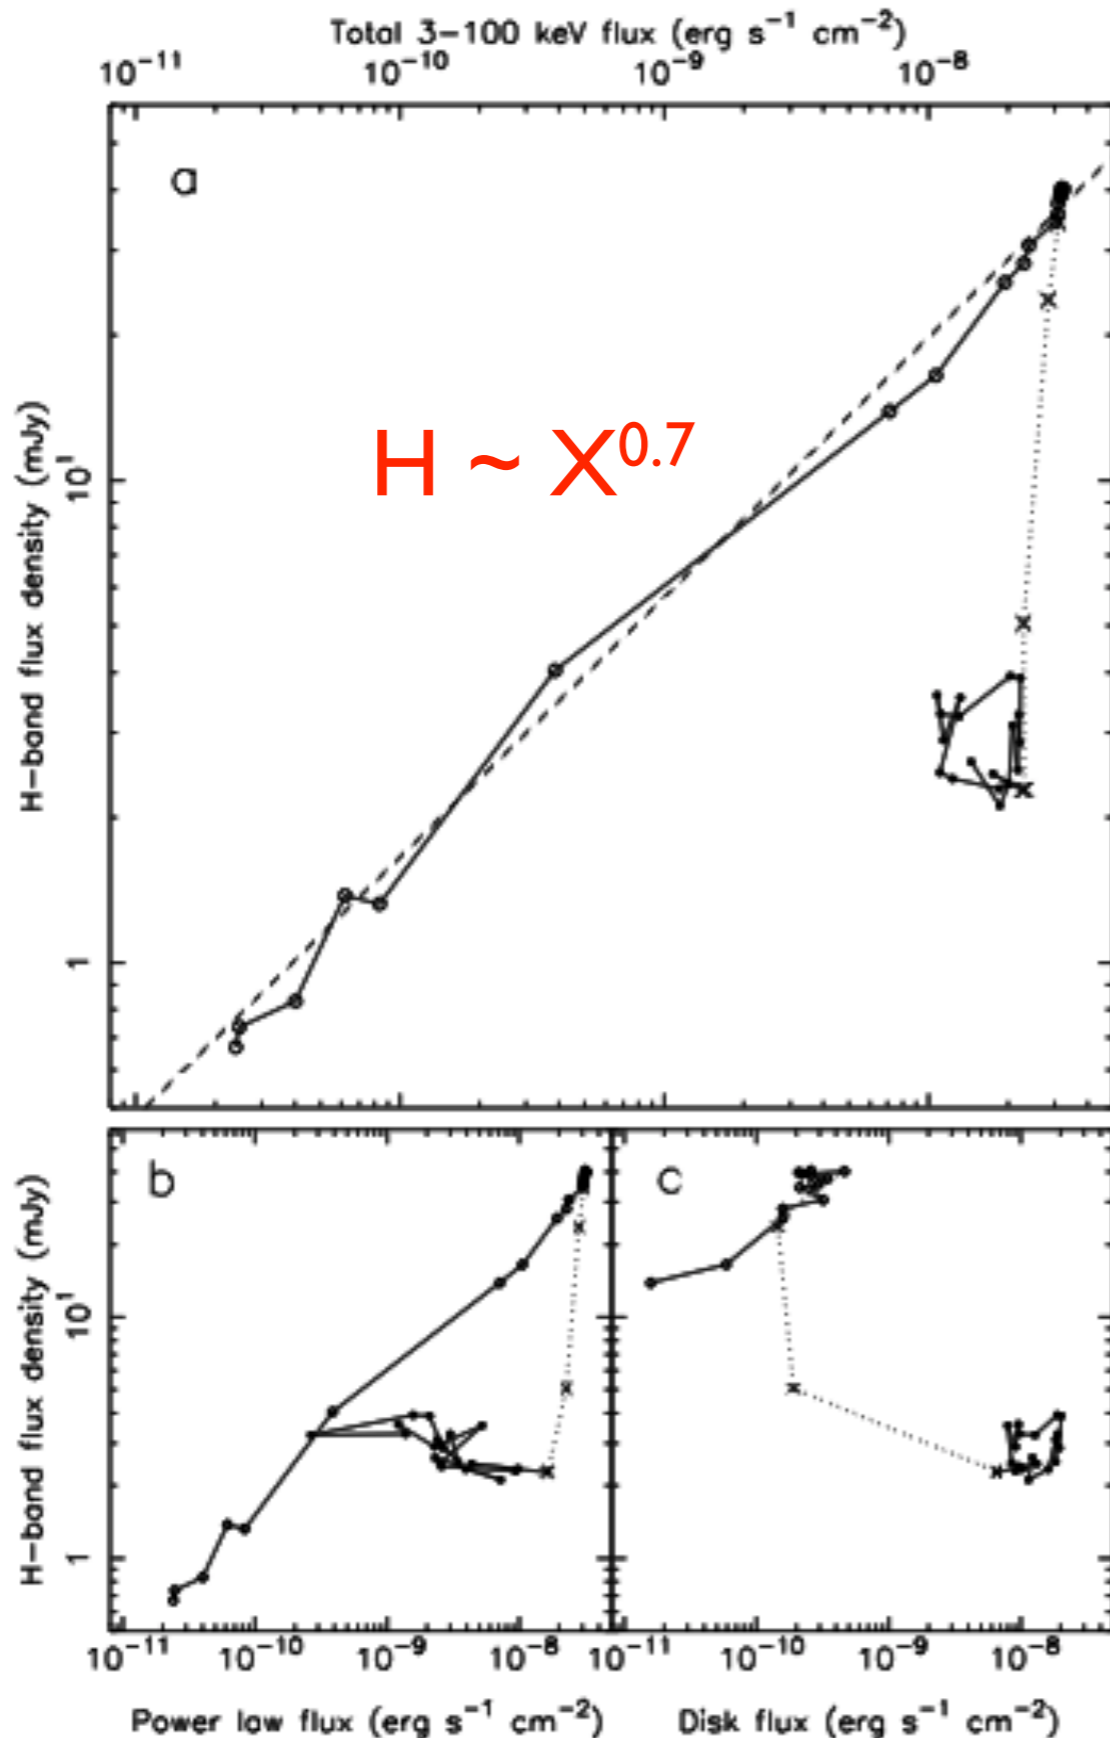 Total 3-100 keV flux (erg s⁻¹ cm⁻²)
10⁻¹¹ 10⁻¹⁰ 10⁻⁹ 10⁻⁸
a
H ~ X⁰·⁷
H-band flux density (mJy)
10¹
1
b
c
H-band flux density (mJy)
10¹
1
10⁻¹¹ 10⁻¹⁰ 10⁻⁹ 10⁻⁸ 10⁻¹¹ 10⁻¹⁰ 10⁻⁹ 10⁻⁸
Power law flux (erg s⁻¹ cm⁻²) Disk flux (erg s⁻¹ cm⁻²)